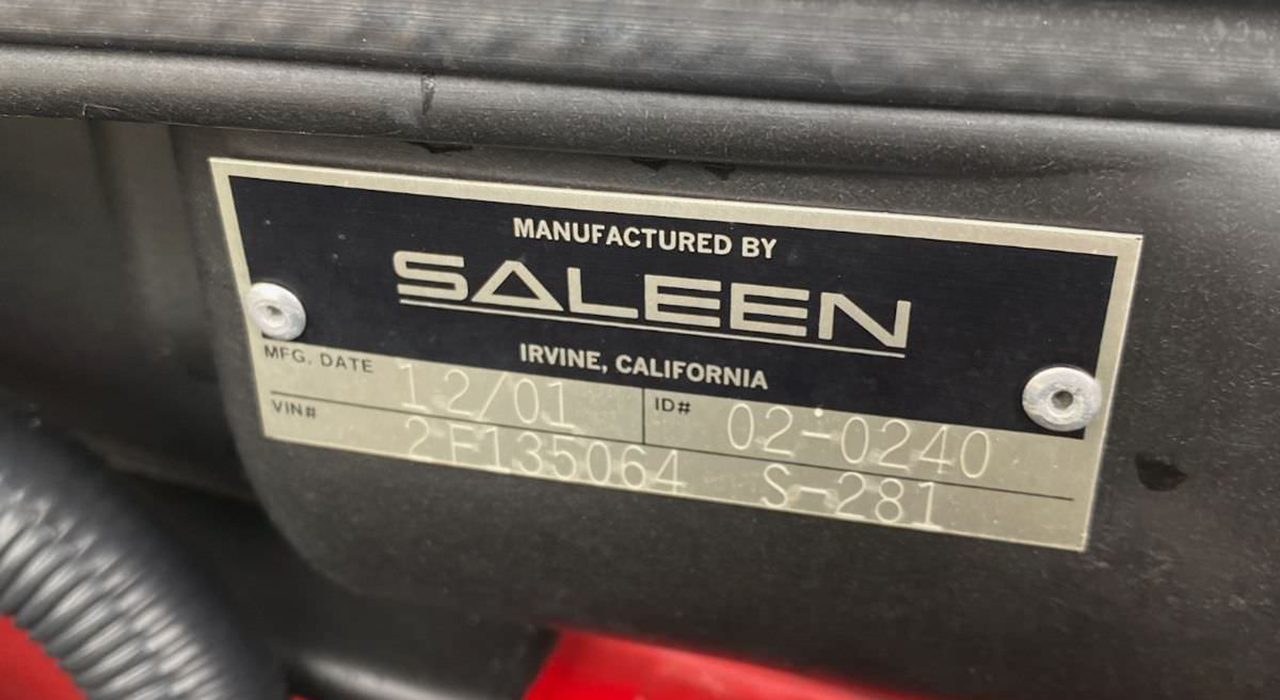 MANUFACTURED BY
SALEEN
IRVINE, CALIFORNIA
MFG. DATE 12/01 ID# 02-0240
VIN# 2F135064 S-281